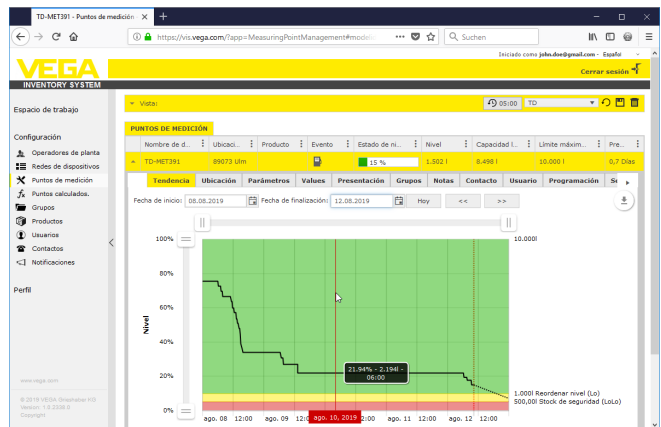 TD-MET391 - Puntos de medición -
https://vis.vega.com/?app=MeasuringPointManagement#modeli
Suchen
Iniciado como john.doe@gmail.com - Español
Cerrar sesión
VEGA
INVENTORY SYSTEM
Espacio de trabajo
Configuración
Operadores de planta
Redes de dispositivos
Puntos de medición
Puntos calculados.
Grupos
Productos
Usuarios
Contactos
Notificaciones
Perfil
www.vega.com
© 2019 VEGA Grieshaber KG
Copyright
Vista:
05:00
TD
PUNTOS DE MEDICIÓN
Nombre de d... Ubicaci... Producto Evento Estado de ni... Nivel Capacidad l... Límite máxim... Pre...
TD-MET391 89073 Ulm 15 % 1.502 l 8.498 l 10.000 l 0,7 Días
Tendencia Ubicación Parámetros Values Presentación Grupos Notas Contacto Usuario Programación
Fecha de inicio: 08.08.2019 Fecha de finalización: 12.08.2019 Hoy << >>
100%
10.000l
80%
60%
Nivel
40%
21.94% - 2.194l -
06:00
20%
1.000l Reordenar nivel (Lo)
500,00l Stock de seguridad (LoLo)
0%
ago. 08 12:00 ago. 09 ago. 10, 2019 2:00 ago. 11 12:00 ago. 12 12:00